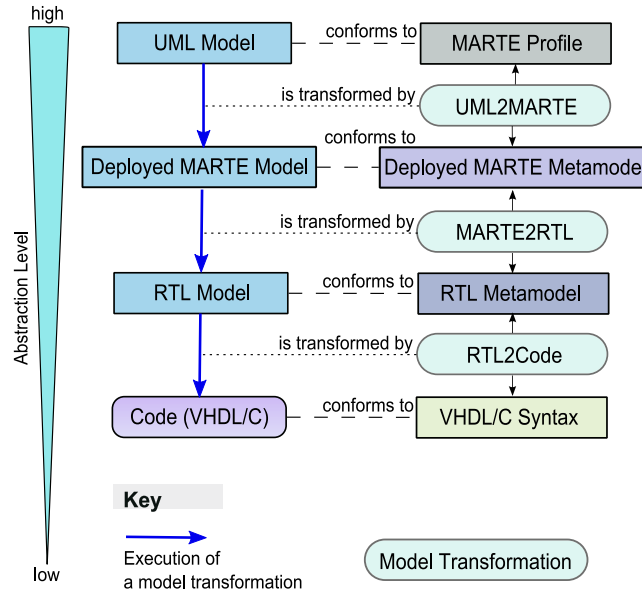 high
UML Model
conforms to
MARTE Profile
is transformed by
UML2MARTE
conforms to
Deployed MARTE Model
Deployed MARTE Metamode
is transformed by
MARTE2RTL
Abstraction Level
RTL Model
conforms to
RTL Metamodel
is transformed by
RTL2Code
Code (VHDL/C)
conforms to
VHDL/C Syntax
Key
Execution of
a model transformation
Model Transformation
low